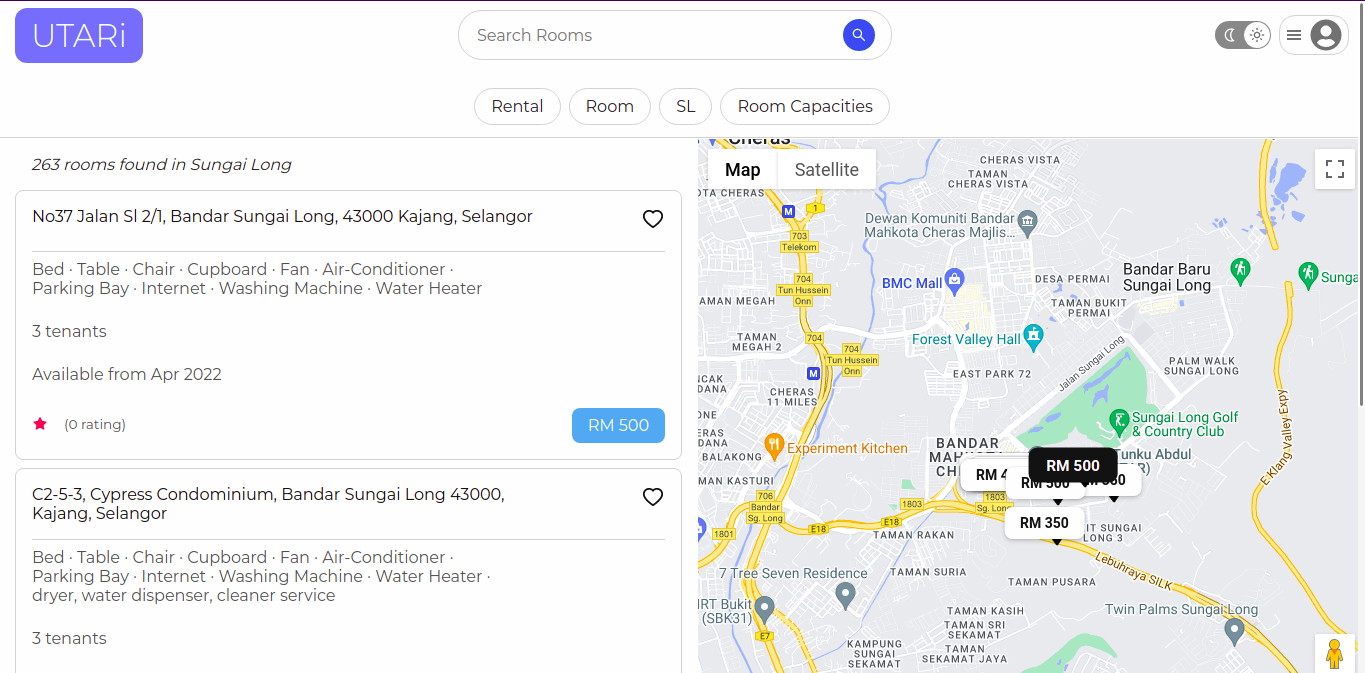 UTARi
Search Rooms
Rental
Room
SL
Room Capacities
263 rooms found in Sungai Long
No37 Jalan Sl 2/1, Bandar Sungai Long, 43000 Kajang, Selangor
Bed · Table · Chair · Cupboard · Fan · Air-Conditioner ·
Parking Bay · Internet · Washing Machine · Water Heater
3 tenants
Available from Apr 2022
(0 rating)
RM 500
C2-5-3, Cypress Condominium, Bandar Sungai Long 43000,
Kajang, Selangor
Bed · Table · Chair · Cupboard · Fan · Air-Conditioner ·
Parking Bay · Internet · Washing Machine · Water Heater ·
dryer, water dispenser, cleaner service
3 tenants
Cheras
Map
Satellite
CHERAS VISTA
TAMAN
CHERAS VISTA
CHERAS
M
1
703
Telekom
Dewan Komuniti Bandar
Mahkota Cheras Majlis...
704
Tun Hussein
Onn
AMAN MEGAH
BMC Mall
DESA PERMAI
Bandar Baru
Sungai Long
Sunga
TAMAN BUKIT
PERMAI
TAMAN
MEGAH 2
704
704
Tun Hussein
Onn
Forest Valley Hall
Jalan Sungai Long
PALM WALK
SUNGAI LONG
M
EAST PARK 72
CHERAS
11 MILES
NCAK
DANA
ONE
ERAS
BALAKONG
Experiment Kitchen
Sungai Long Golf
& Country Club
E Klang Valley Expy
BANDAR
MAHKOTA
CH
Tunku Abdul
R)
RM 500
RM 4
RM 500
RM 350
MAN KASTURI
706
Bandar
Sg. Long
1803
1803
Sg. Long
E18
E18
1801
TAMAN RAKAN
IT SUNGAI
LONG 3
Lebuhraya SILK
7 Tree Seven Residence
TAMAN SURIA
TAMAN PUSARA
MRT Bukit
(SBK31)
E7
TAMAN KASIH
TAMAN SRI
SEKAMAT
TAMAN
SEKAMAT JAYA
KAMPUNG
SUNGAI
SEKAMAT
Twin Palms Sungai Long